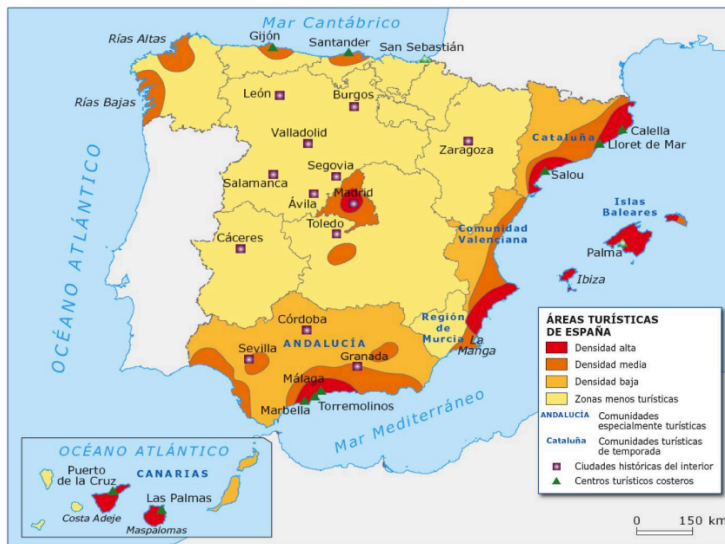 Mar Cantábrico
Rías Altas
Gijón
Santander
San Sebastián
Rías Bajas
León
Burgos
Valladolid
Zaragoza
Cataluña
Calella
Lloret de Mar
Segovia
Salamanca
Salou
Madrid
Ávila
Islas
Baleares
Toledo
Comunidad
Valenciana
Palma
Cáceres
Ibiza
OCÉANO ATLÁNTICO
Córdoba
Región
de
Murcia
La
Manga
ANDALUCÍA
Sevilla
Granada
Málaga
Marbella
Torremolinos
Mar Mediterráneo
ÁREAS TURÍSTICAS
DE ESPAÑA
Densidad alta
Densidad media
Densidad baja
Zonas menos turísticas
ANDALUCÍA Comunidades
especialmente turísticas
Cataluña Comunidades turísticas
de temporada
Ciudades históricas del interior
Centros turísticos costeros
OCÉANO ATLÁNTICO
Puerto
de la Cruz
CANARIAS
Las Palmas
Costa Adeje
Maspalomas
0 150 km